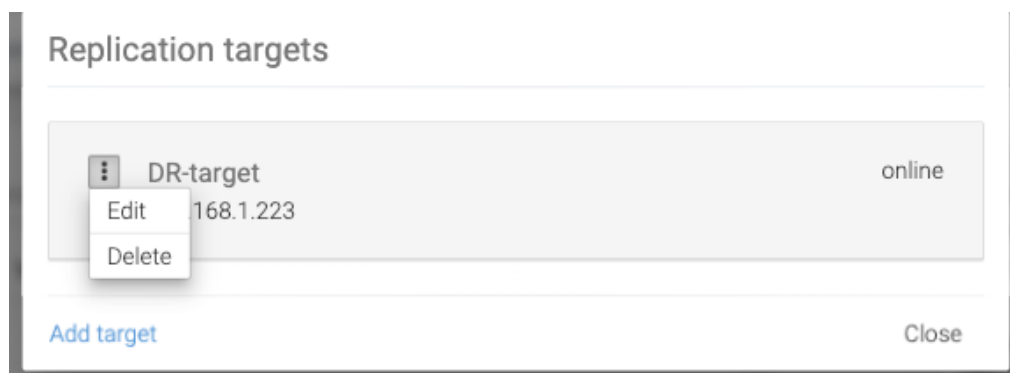 Replication targets
DR-target
online
Edit
.168.1.223
Delete
Add target
Close